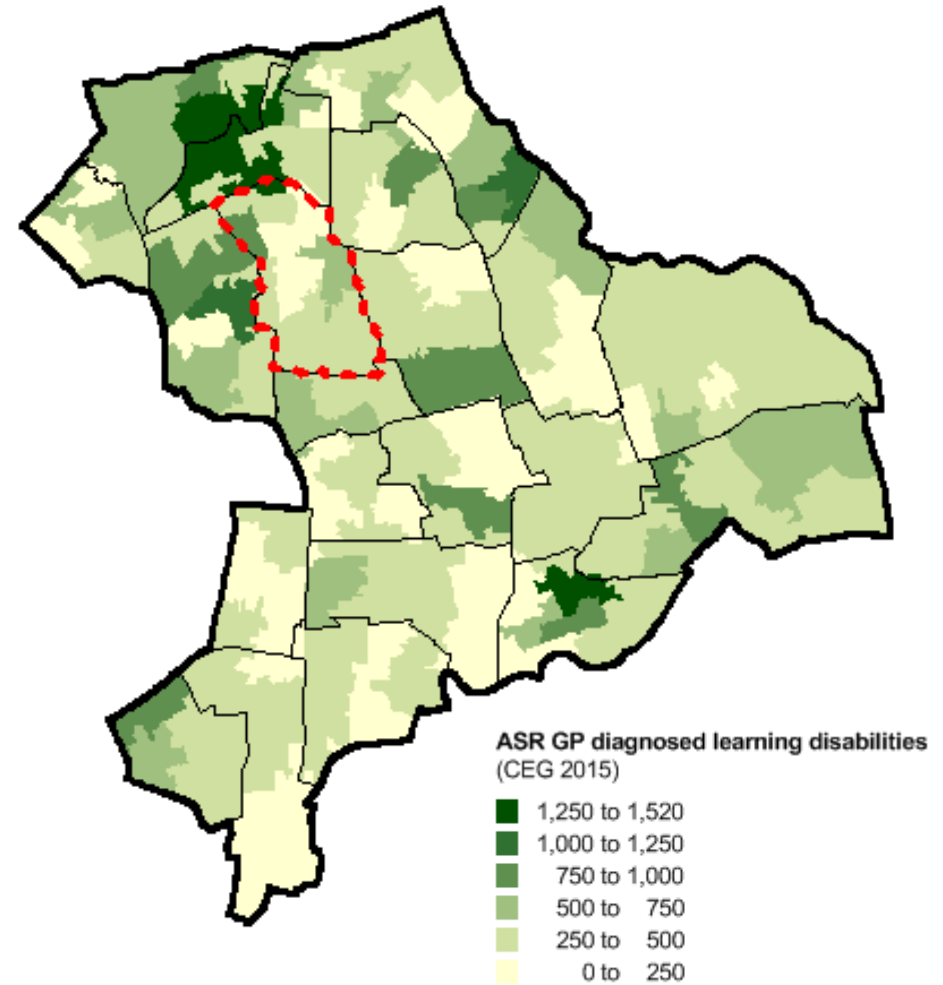 ASR GP diagnosed learning disabilities
(CEG 2015)
1,250 to 1,520
1,000 to 1,250
750 to 1,000
500 to 750
250 to 500
0 to 250